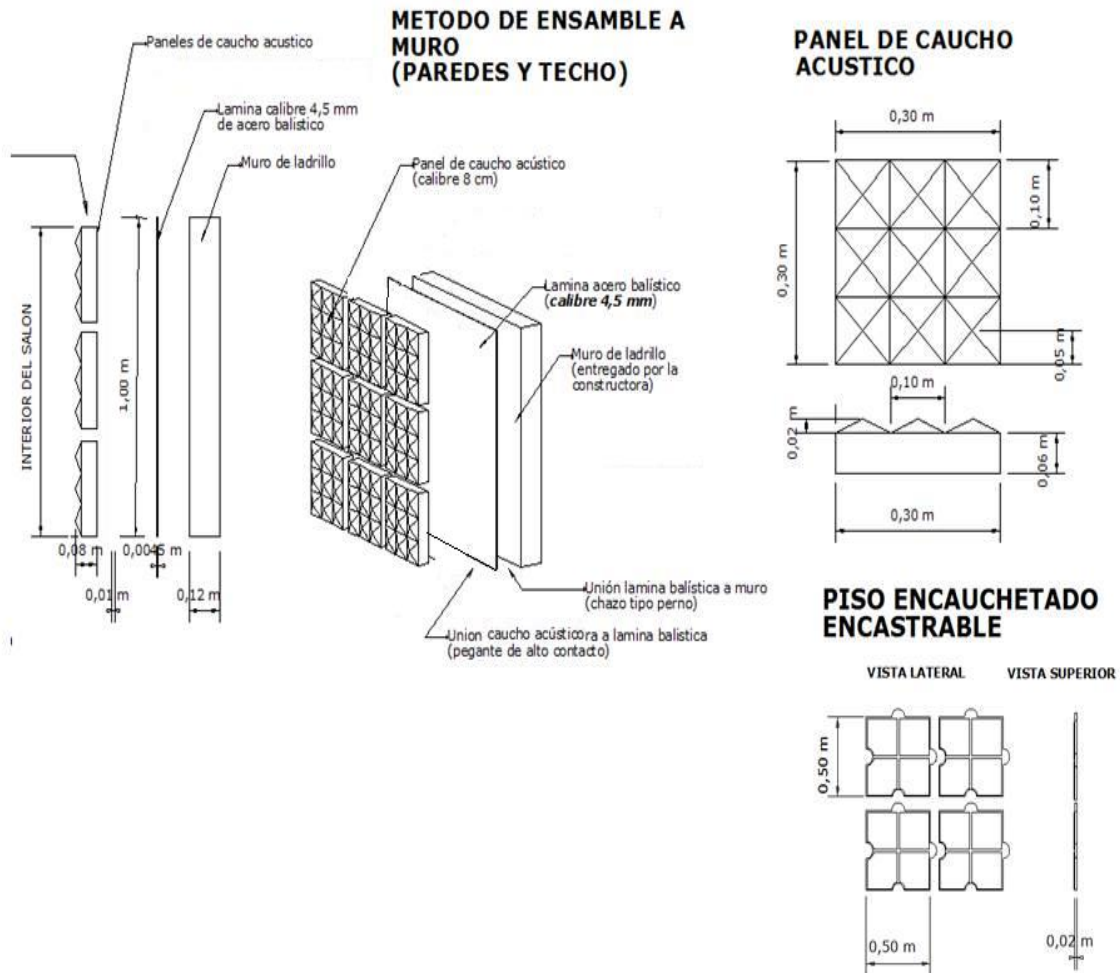 METODO DE ENSAMBLE A
MURO
(PAREDES Y TECHO)
Paneles de caucho acustico
Lamina calibre 4,5 mm
de acero balístico
Muro de ladrillo
INTERIOR DEL SALON
1,00 m
0,08 m
0,0045 m
0,01 m
0,12 m
Panel de caucho acústico
(calibre 8 cm)
Lamina acero balístico
(calibre 4,5 mm)
Muro de ladrillo
(entregado por la
constructora)
Unión lamina balística a muro
(chazo tipo perno)
Union caucho acústicora a lamina balistica
(pegante de alto contacto)
PANEL DE CAUCHO
ACUSTICO
0,30 m
0,10 m
0,30 m
0,05 m
0,10 m
0,02 m
0,06 m
0,30 m
PISO ENCAUCHETADO
ENCASTRABLE
VISTA LATERAL
VISTA SUPERIOR
0,50 m
0,50 m
0,02 m